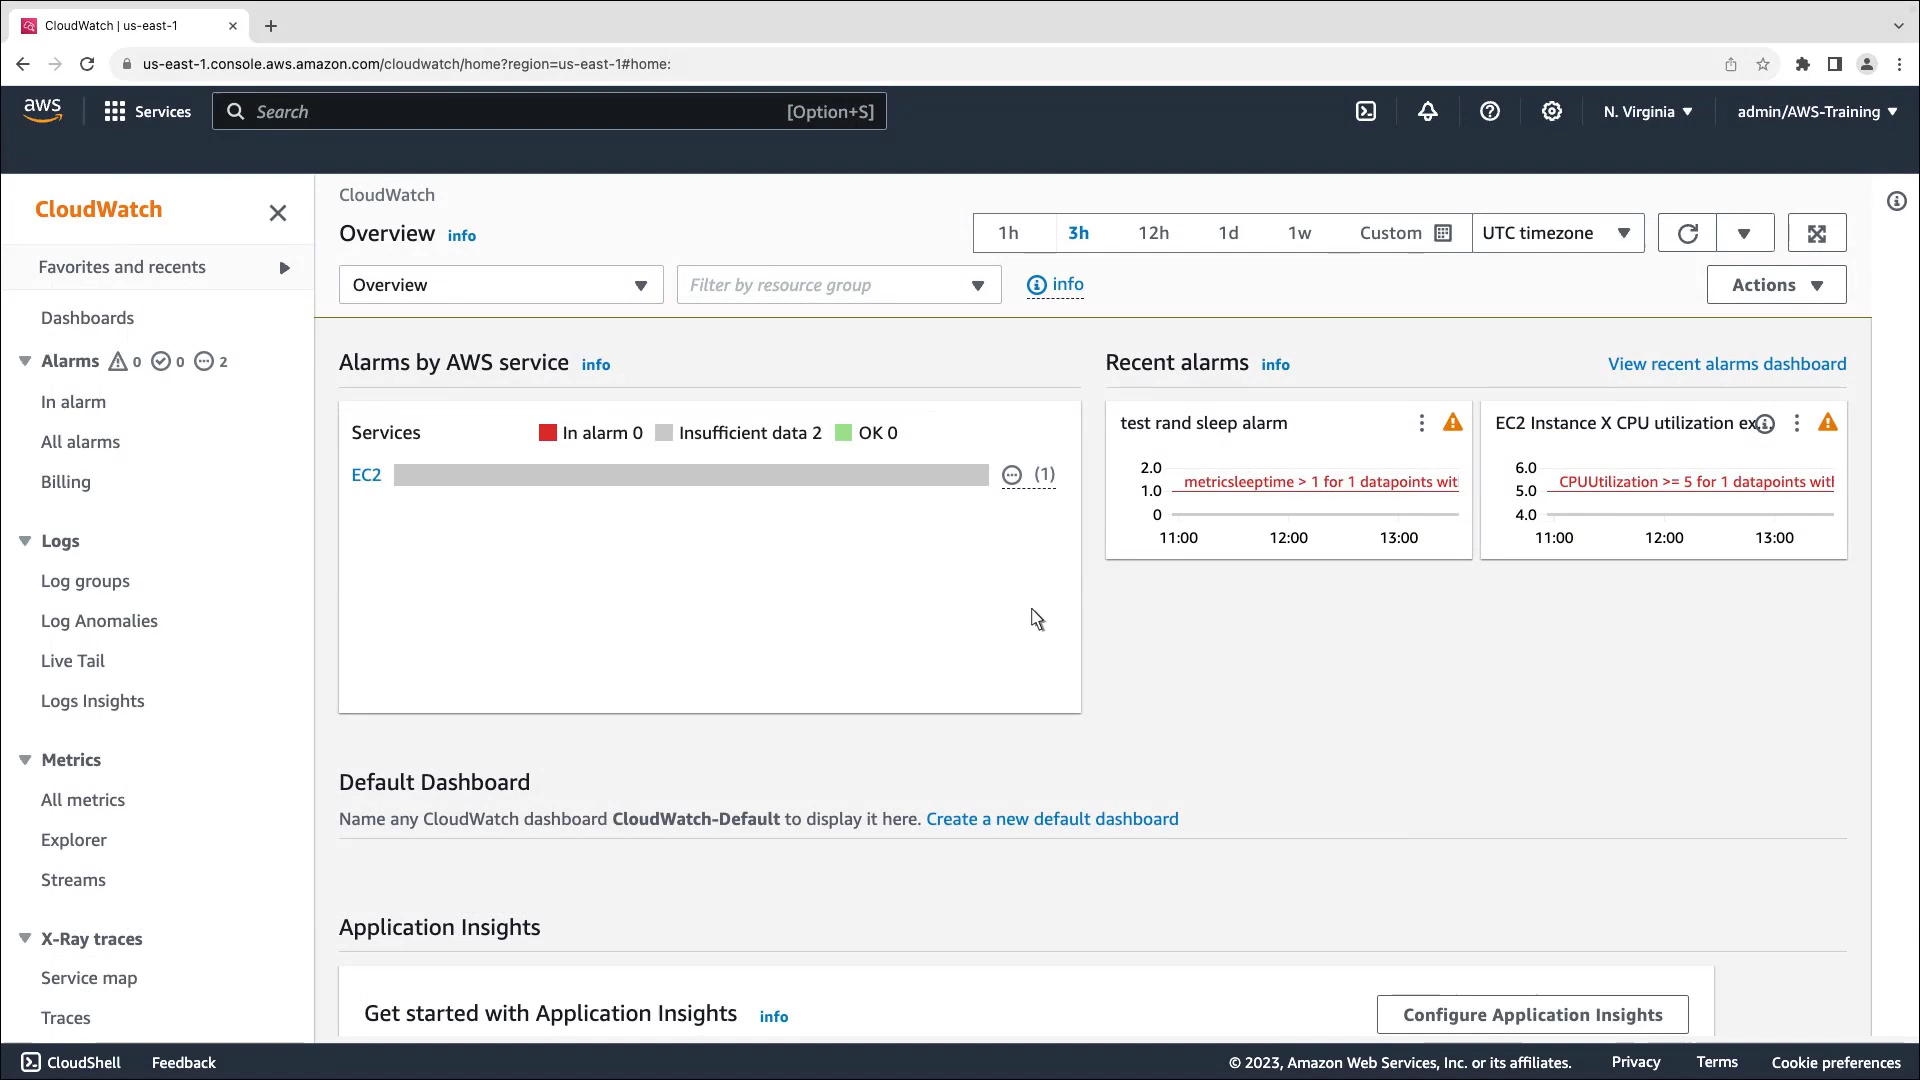 CloudWatch | us-east-1
us-east-1.console.aws.amazon.com/cloudwatch/home?region=us-east-1#home:
aws
Services
Search
[Option+S]
N. Virginia
admin/AWS-Training
CloudWatch
Favorites and recents
Dashboards
Alarms 0 0 2
In alarm
All alarms
Billing
Logs
Log groups
Log Anomalies
Live Tail
Logs Insights
Metrics
All metrics
Explorer
Streams
X-Ray traces
Service map
Traces
CloudWatch
Overview info
1h 3h 12h 1d 1w Custom UTC timezone
Overview
Filter by resource group
info
Actions
Alarms by AWS service info
Services In alarm 0 Insufficient data 2 OK 0
EC2 (1)
Recent alarms info
View recent alarms dashboard
test rand sleep alarm
2.0
metricsleeptime > 1 for 1 datapoints wit
1.0
0
11:00 12:00 13:00
EC2 Instance X CPU utilization ex
6.0
CPUUtilization >= 5 for 1 datapoints with
5.0
4.0
11:00 12:00 13:00
Default Dashboard
Name any CloudWatch dashboard CloudWatch-Default to display it here. Create a new default dashboard
Application Insights
Get started with Application Insights info
Configure Application Insights
CloudShell Feedback
© 2023, Amazon Web Services, Inc. or its affiliates. Privacy Terms Cookie preferences